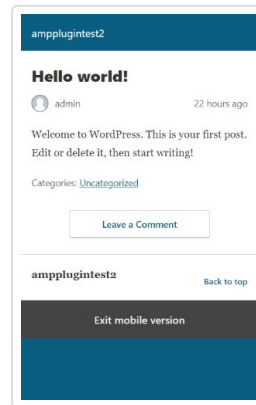 ampplugintest2
Hello world!
admin 22 hours ago
Welcome to WordPress. This is your first post.
Edit or delete it, then start writing!
Categories: Uncategorized
Leave a Comment
ampplugintest2
Back to top
Exit mobile version